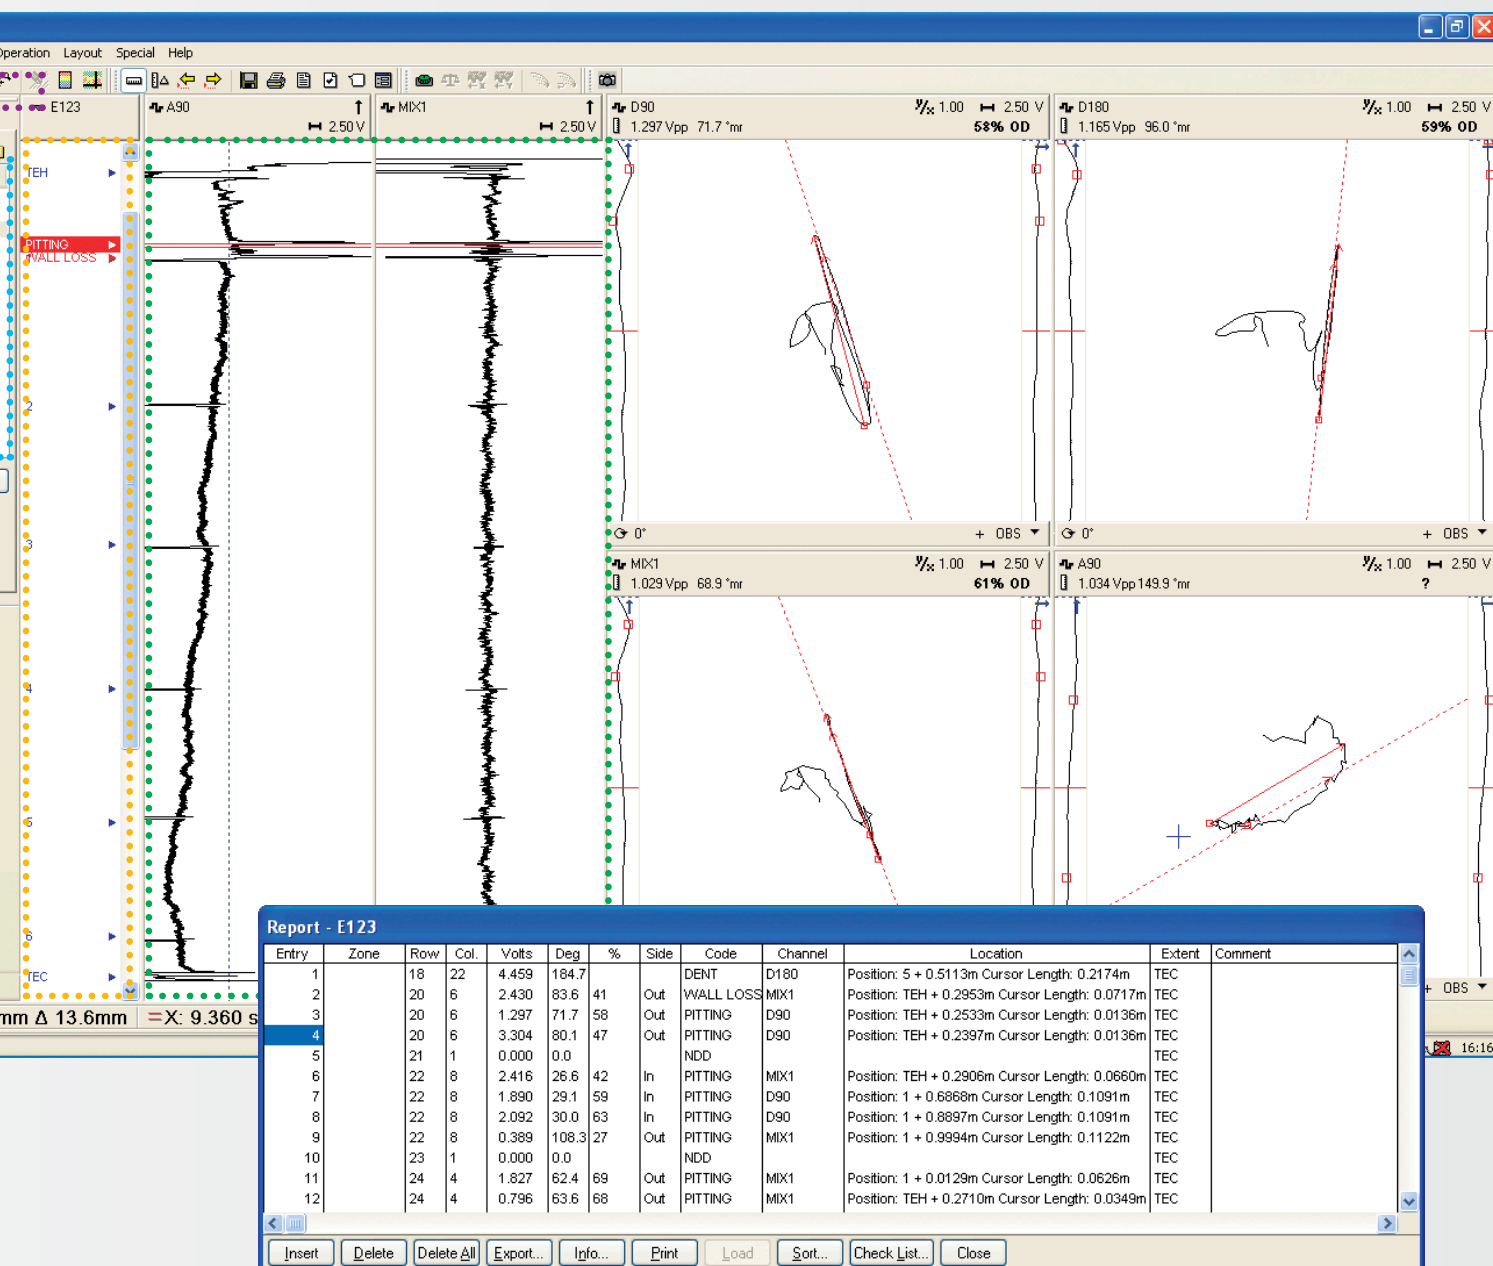 Operation Layout Special Help
E123
A90
2.50 V
MIX1
2.50 V
D90 y/x 1.00 2.50 V
1.297 Vpp 71.7 °mr 58% OD
D180 y/x 1.00 2.50 V
1.165 Vpp 96.0 °mr 59% OD
TEH
PITTING
WALL LOSS
2
3
4
5
6
TEC
0° + OBS
0° + OBS
MIX1 y/x 1.00 2.50 V
1.029 Vpp 68.9 °mr 61% OD
A90 y/x 1.00 2.50 V
1.034 Vpp 149.9 °mr ?
+ OBS
mm Δ 13.6mm =X: 9.360 s
16:16
Report - E123
Entry Zone Row Col. Volts Deg % Side Code Channel Location Extent Comment
1 18 22 4.459 184.7 DENT D180 Position: 5 + 0.5113m Cursor Length: 0.2174m TEC
2 20 6 2.430 83.6 41 Out WALL LOSS MIX1 Position: TEH + 0.2953m Cursor Length: 0.0717m TEC
3 20 6 1.297 71.7 58 Out PITTING D90 Position: TEH + 0.2533m Cursor Length: 0.0136m TEC
4 20 6 3.304 80.1 47 Out PITTING D90 Position: TEH + 0.2397m Cursor Length: 0.0136m TEC
5 21 1 0.000 0.0 NDD TEC
6 22 8 2.416 26.6 42 In PITTING MIX1 Position: TEH + 0.2906m Cursor Length: 0.0660m TEC
7 22 8 1.890 29.1 59 In PITTING D90 Position: 1 + 0.6868m Cursor Length: 0.1091m TEC
8 22 8 2.092 30.0 63 In PITTING D90 Position: 1 + 0.8897m Cursor Length: 0.1091m TEC
9 22 8 0.389 108.3 27 Out PITTING MIX1 Position: 1 + 0.9994m Cursor Length: 0.1122m TEC
10 23 1 0.000 0.0 NDD TEC
11 24 4 1.827 62.4 69 Out PITTING MIX1 Position: 1 + 0.0129m Cursor Length: 0.0626m TEC
12 24 4 0.796 63.6 68 Out PITTING MIX1 Position: TEH + 0.2710m Cursor Length: 0.0349m TEC
Insert Delete Delete All Export... Info... Print Load Sort... Check List... Close